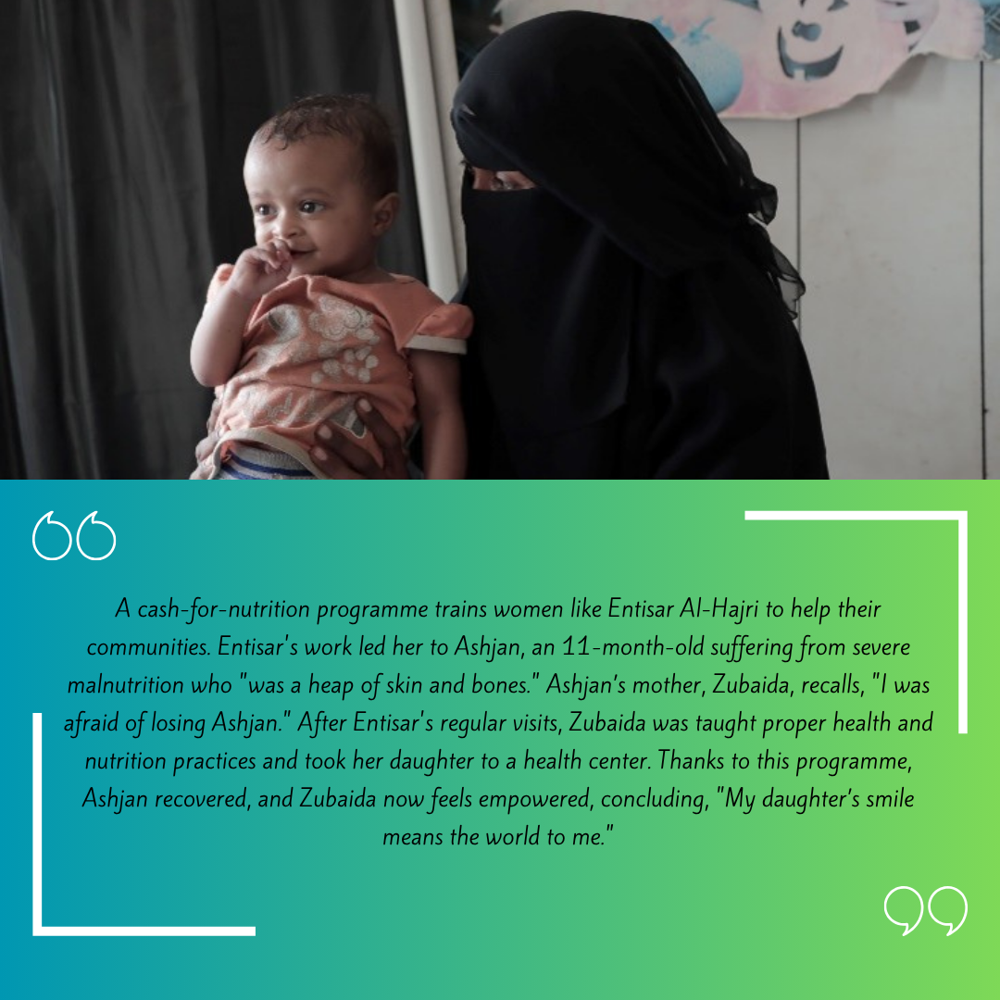 A cash-for-nutrition programme trains women like Entisar Al-Hajri to help their
communities. Entisar's work led her to Ashjan, an 11-month-old suffering from severe
malnutrition who "was a heap of skin and bones." Ashjan's mother, Zubaida, recalls, "I was
afraid of losing Ashjan." After Entisar's regular visits, Zubaida was taught proper health and
nutrition practices and took her daughter to a health center. Thanks to this programme,
Ashjan recovered, and Zubaida now feels empowered, concluding, "My daughter's smile
means the world to me."